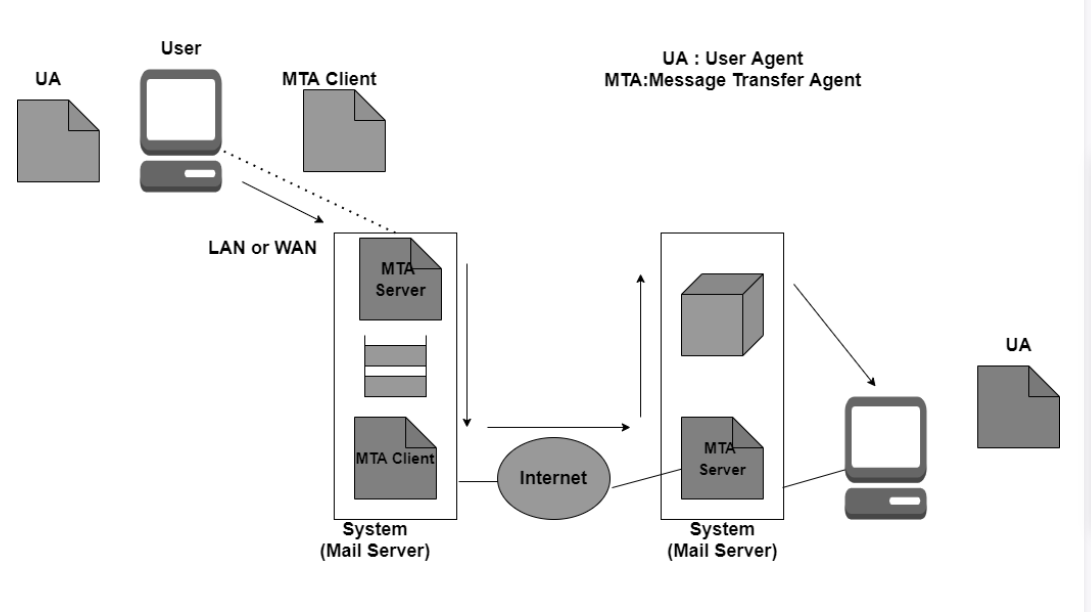 User
UA : User Agent
MTA:Message Transfer Agent
UA
MTA Client
LAN or WAN
MTA
Server
UA
MTA Client
MTA
Server
Internet
System
(Mail Server)
System
(Mail Server)